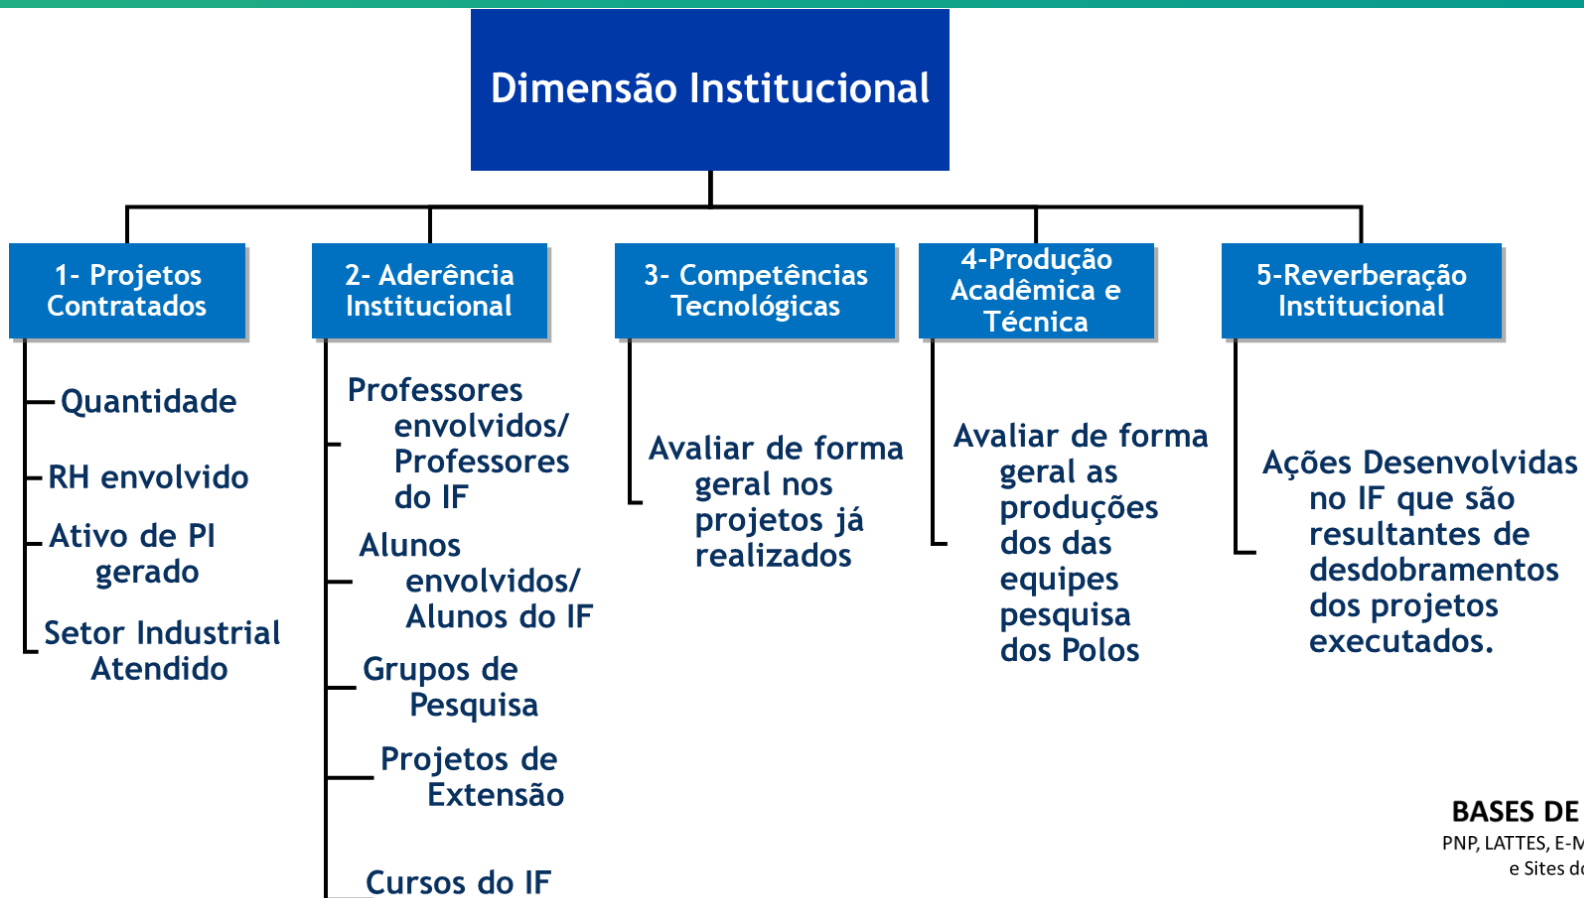 Dimensão Institucional
1- Projetos
Contratados
Quantidade
RH envolvido
Ativo de PI
gerado
Setor Industrial
Atendido
2- Aderência
Institucional
Professores
envolvidos/
Professores
do IF
Alunos
envolvidos/
Alunos do IF
Grupos de
Pesquisa
Projetos de
Extensão
Cursos do IF
3- Competências
Tecnológicas
Avaliar de forma
geral nos
projetos já
realizados
4-Produção
Acadêmica e
Técnica
Avaliar de forma
geral as
produções
dos das
equipes
pesquisa
dos Polos
5-Reverberação
Institucional
Ações Desenvolvidas
no IF que são
resultantes de
desdobramentos
dos projetos
executados.
BASES DE
PNP, LATTES, E-M
e Sites do